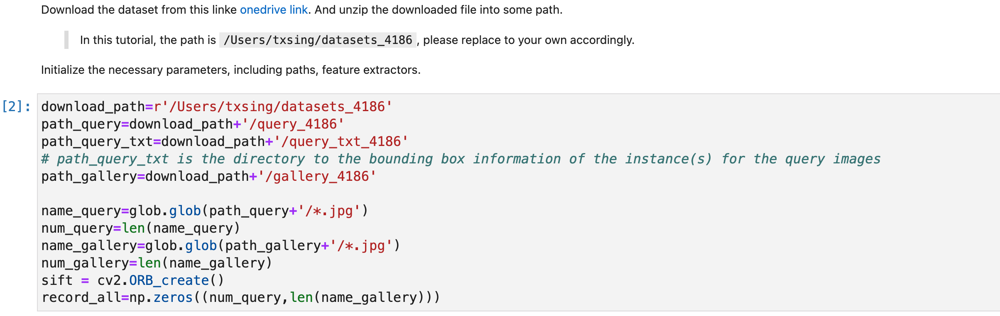 Download the dataset from this linke onedrive link. And unzip the downloaded file into some path.
In this tutorial, the path is /Users/txsing/datasets_4186 , please replace to your own accordingly.
Initialize the necessary parameters, including paths, feature extractors.
[2]: download_path=r'/Users/txsing/datasets_4186'
path_query=download_path+'/query_4186'
path_query_txt=download_path+'/query_txt_4186'
# path_query_txt is the directory to the bounding box information of the instance(s) for the query images
path_gallery=download_path+'/gallery_4186'
name_query=glob.glob(path_query+'/*.jpg')
num_query=len(name_query)
name_gallery=glob.glob(path_gallery+'/*.jpg')
num_gallery=len(name_gallery)
sift = cv2.ORB_create()
record_all=np.zeros((num_query,len(name_gallery)))